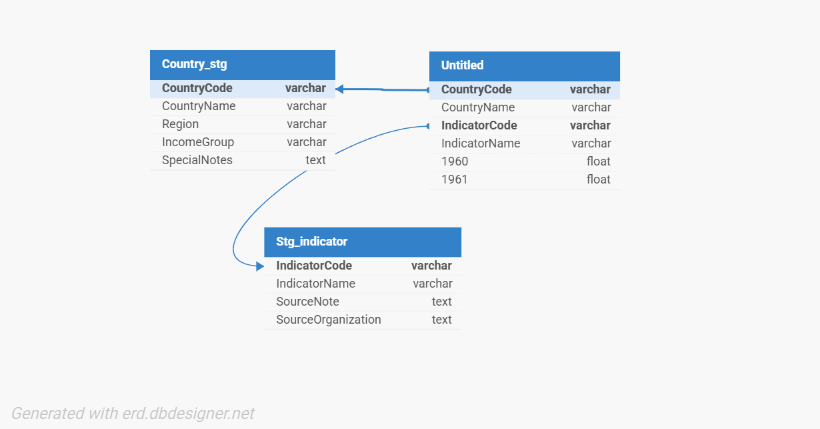 Country_stg
CountryCode varchar
CountryName varchar
Region varchar
IncomeGroup varchar
SpecialNotes text
Untitled
CountryCode varchar
CountryName varchar
IndicatorCode varchar
IndicatorName varchar
1960 float
1961 float
Stg_indicator
IndicatorCode varchar
IndicatorName varchar
SourceNote text
SourceOrganization text
Generated with erd.dbdesigner.net